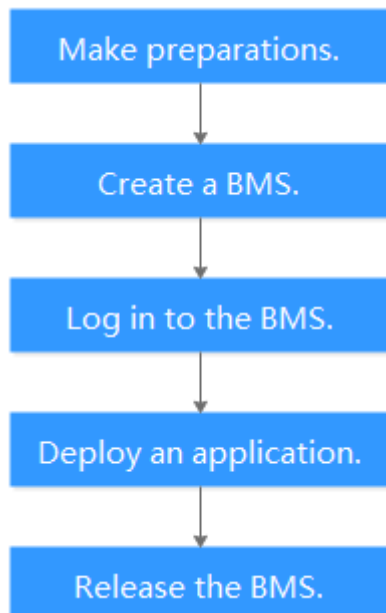 Make preparations.
Create a BMS.
Log in to the BMS.
Deploy an application.
Release the BMS.